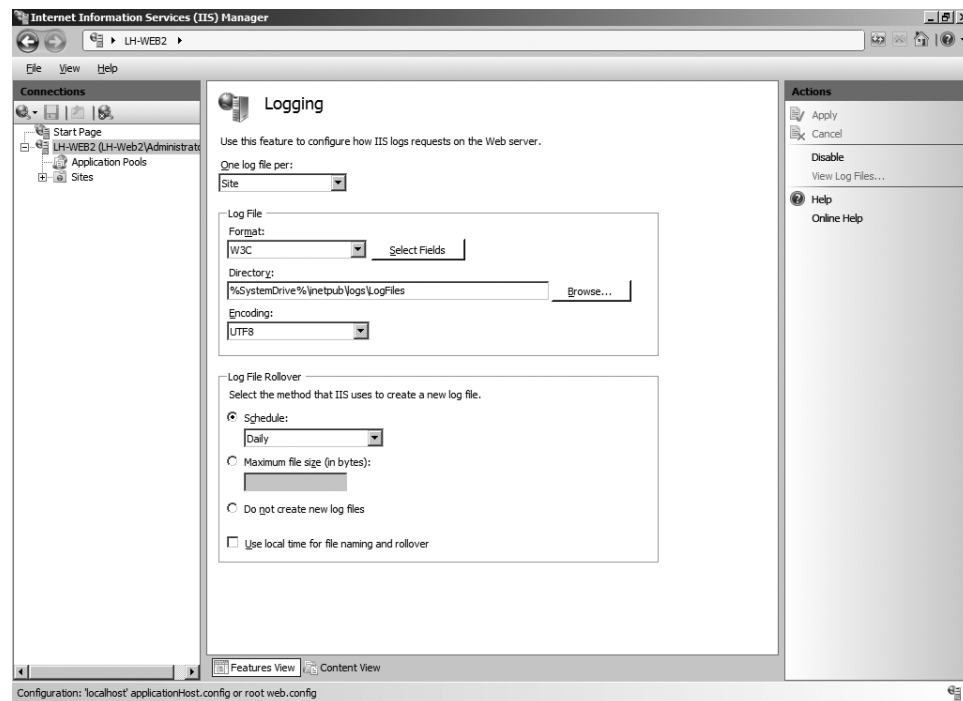 Internet Information Services (IIS) Manager
LH-WEB2
File View Help
Connections
Start Page
LH-WEB2 (LH-Web2\Administrato
Application Pools
Sites
Logging
Use this feature to configure how IIS logs requests on the Web server.
One log file per:
Site
Log File
Format:
W3C
Select Fields
Directory:
%SystemDrive%\inetpub\logs\LogFiles
Browse...
Encoding:
UTF8
Log File Rollover
Select the method that IIS uses to create a new log file.
Schedule:
Daily
Maximum file size (in bytes):
Do not create new log files
Use local time for file naming and rollover
Features View
Content View
Actions
Apply
Cancel
Disable
View Log Files...
Help
Online Help
Configuration: 'localhost' applicationHost.config or root web.config